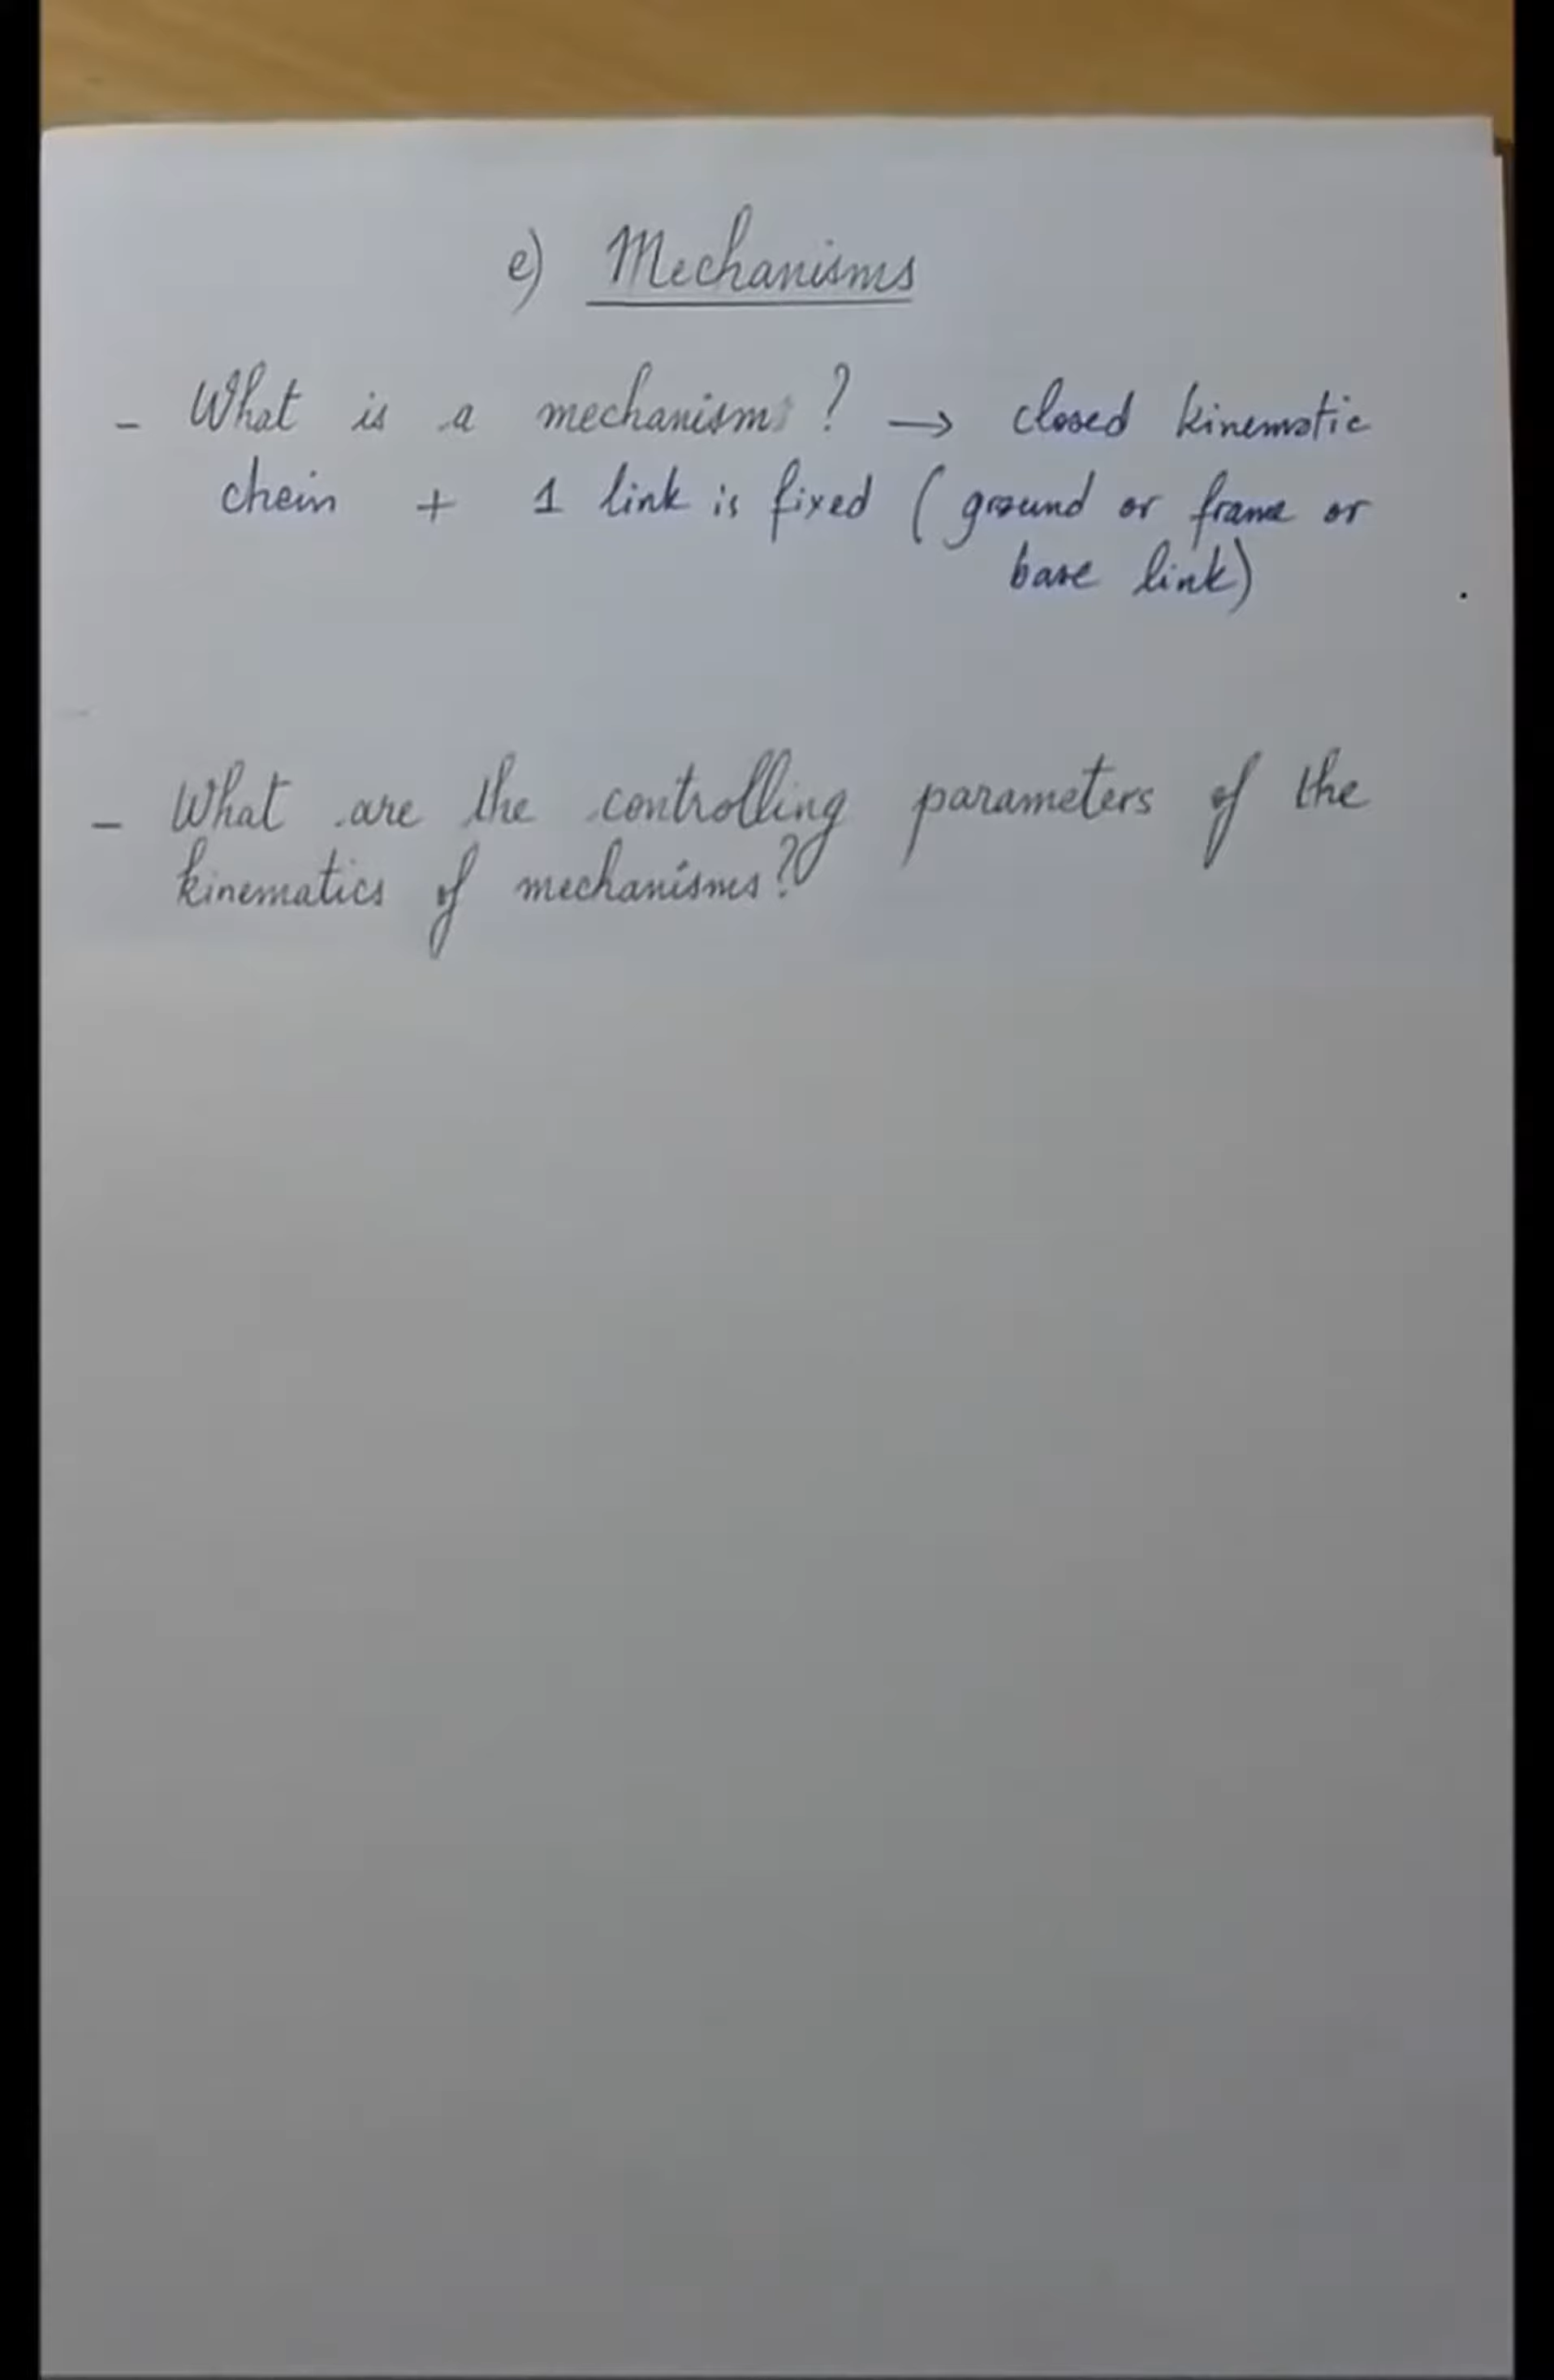 e) Mechanisms
- What is a mechanism ? → closed kinematic
chein + 1 link is fixed ( ground or frame or
base link)
- What are the controlling parameters of the
kinematics of mechanisms?